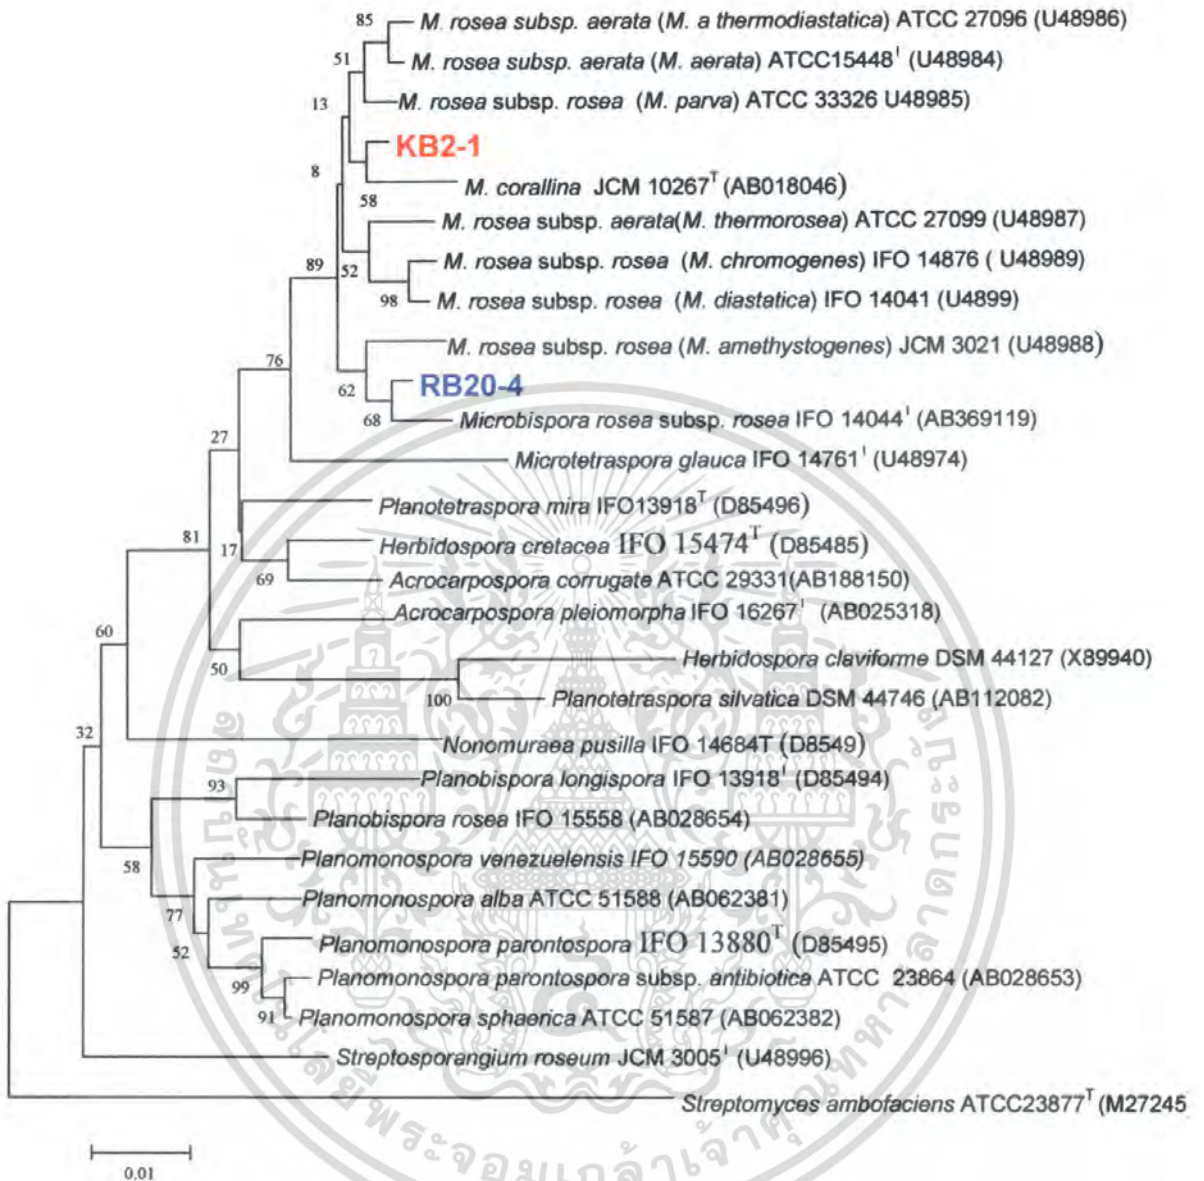 85
M. rosea subsp. aerata (M. a thermodiastatica) ATCC 27096 (U48986)
51
M. rosea subsp. aerata (M. aerata) ATCC15448ᴵ (U48984)
13
M. rosea subsp. rosea (M. parva) ATCC 33326 U48985)
KB2-1
8
M. corallina JCM 10267ᵀ (AB018046)
58
M. rosea subsp. aerata(M. thermorosea) ATCC 27099 (U48987)
89
52
M. rosea subsp. rosea (M. chromogenes) IFO 14876 ( U48989)
98
M. rosea subsp. rosea (M. diastatica) IFO 14041 (U4899)
M. rosea subsp. rosea (M. amethystogenes) JCM 3021 (U48988)
76
62
RB20-4
68
Microbispora rosea subsp. rosea IFO 14044ᴵ (AB369119)
27
Microtetraspora glauca IFO 14761ᴵ (U48974)
Planotetraspora mira IFO13918ᵀ (D85496)
81
17
Herbidospora cretacea IFO 15474ᵀ (D85485)
69
Acrocarpospora corrugate ATCC 29331(AB188150)
Acrocarpospora pleiomorpha IFO 16267ᴵ (AB025318)
60
50
Herbidospora claviforme DSM 44127 (X89940)
100
Planotetraspora silvatica DSM 44746 (AB112082)
32
Nonomuraea pusilla IFO 14684T (D8549)
93
Planobispora longispora IFO 13918ᴵ (D85494)
Planobispora rosea IFO 15558 (AB028654)
58
Planomonospora venezuelensis IFO 15590 (AB028655)
77
Planomonospora alba ATCC 51588 (AB062381)
52
Planomonospora parontospora IFO 13880ᵀ (D85495)
99
Planomonospora parontospora subsp. antibiotica ATCC 23864 (AB028653)
91
Planomonospora sphaerica ATCC 51587 (AB062382)
Streptosporangium roseum JCM 3005ᴵ (U48996)
Streptomyces ambofaciens ATCC23877ᵀ (M27245
0.01